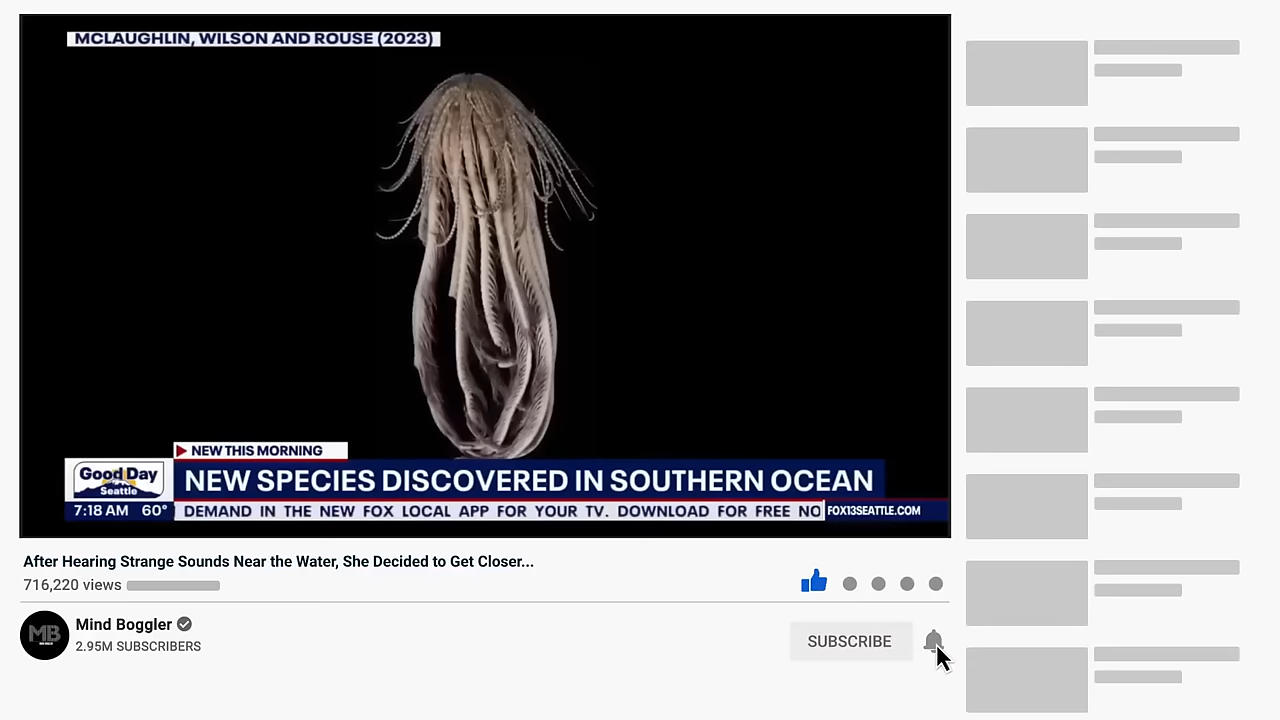 MCLAUGHLIN, WILSON AND ROUSE (2023)
NEW THIS MORNING
Good Day
Seattle
NEW SPECIES DISCOVERED IN SOUTHERN OCEAN
7:18 AM 60°
DEMAND IN THE NEW FOX LOCAL APP FOR YOUR TV. DOWNLOAD FOR FREE NO
FOX13SEATTLE.COM
After Hearing Strange Sounds Near the Water, She Decided to Get Closer...
716,220 views
MB
Mind Boggler
2.95M SUBSCRIBERS
SUBSCRIBE